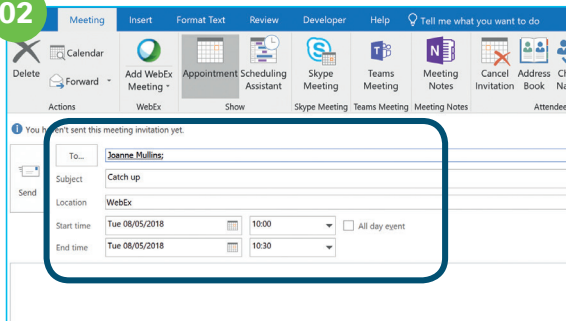 02
Meeting Insert Format Text Review Developer Help Tell me what you want to do
Delete
Calendar
Forward
Add WebEx Meeting
Appointment
Scheduling Assistant
Skype Meeting
Teams Meeting
Meeting Notes
Cancel Invitation
Address Book
Actions WebEx Show Skype Meeting Teams Meeting Meeting Notes
You haven't sent this meeting invitation yet.
Send
To... Joanne Mullins;
Subject Catch up
Location WebEx
Start time Tue 08/05/2018 10:00 All day event
End time Tue 08/05/2018 10:30